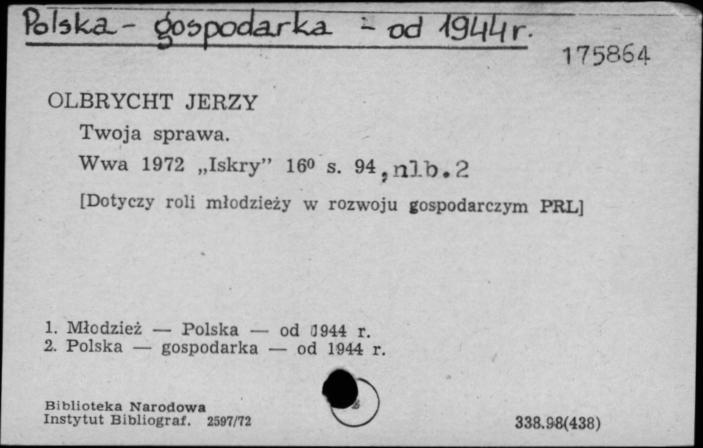 Polska - gospodarka - od 1944 r.
175864
OLBRYCHT JERZY
Twoja sprawa.
Wwa 1972 „Iskry” 16⁰ s. 94, nlb. 2
[Dotyczy roli młodzieży w rozwoju gospodarczym PRL]
1. Młodzież — Polska — od 1944 r.
2. Polska — gospodarka — od 1944 r.
Biblioteka Narodowa
Instytut Bibliograf. 2597/72
338.98(438)